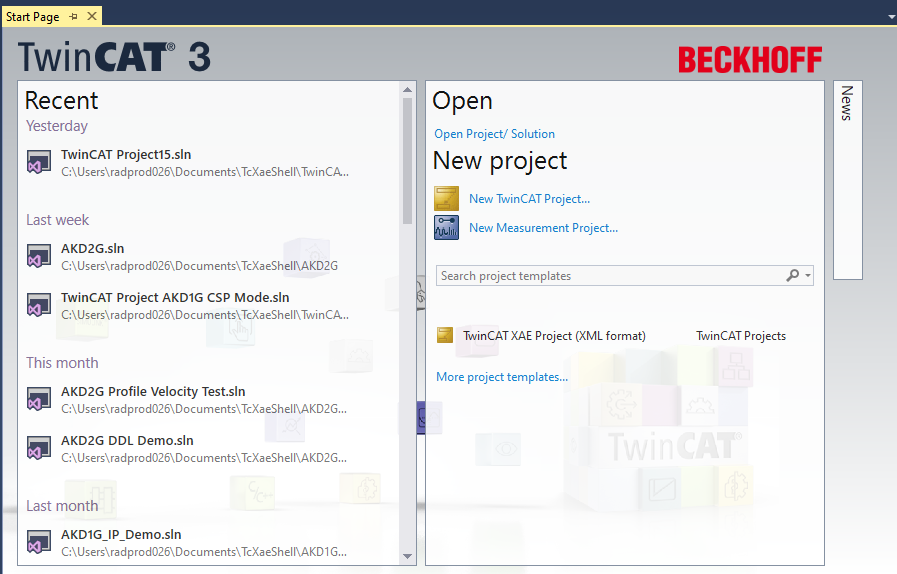 Start Page
TwinCAT® 3
BECKHOFF
Recent
Yesterday
TwinCAT Project15.sln
C:\Users\radprod026\Documents\TcXaeShell\TwinCA...
Last week
AKD2G.sln
C:\Users\radprod026\Documents\TcXaeShell\AKD2G
TwinCAT Project AKD1G CSP Mode.sln
C:\Users\radprod026\Documents\TcXaeShell\TwinCA...
This month
AKD2G Profile Velocity Test.sln
C:\Users\radprod026\Documents\TcXaeShell\AKD2G...
AKD2G DDL Demo.sln
C:\Users\radprod026\Documents\TcXaeShell\AKD2G...
Last month
AKD1G_IP_Demo.sln
C:\Users\radprod026\Documents\TcXaeShell\AKD1G...
Open
Open Project/ Solution
New project
New TwinCAT Project...
New Measurement Project...
Search project templates
TwinCAT XAE Project (XML format) TwinCAT Projects
More project templates...
TwinCAT®
News